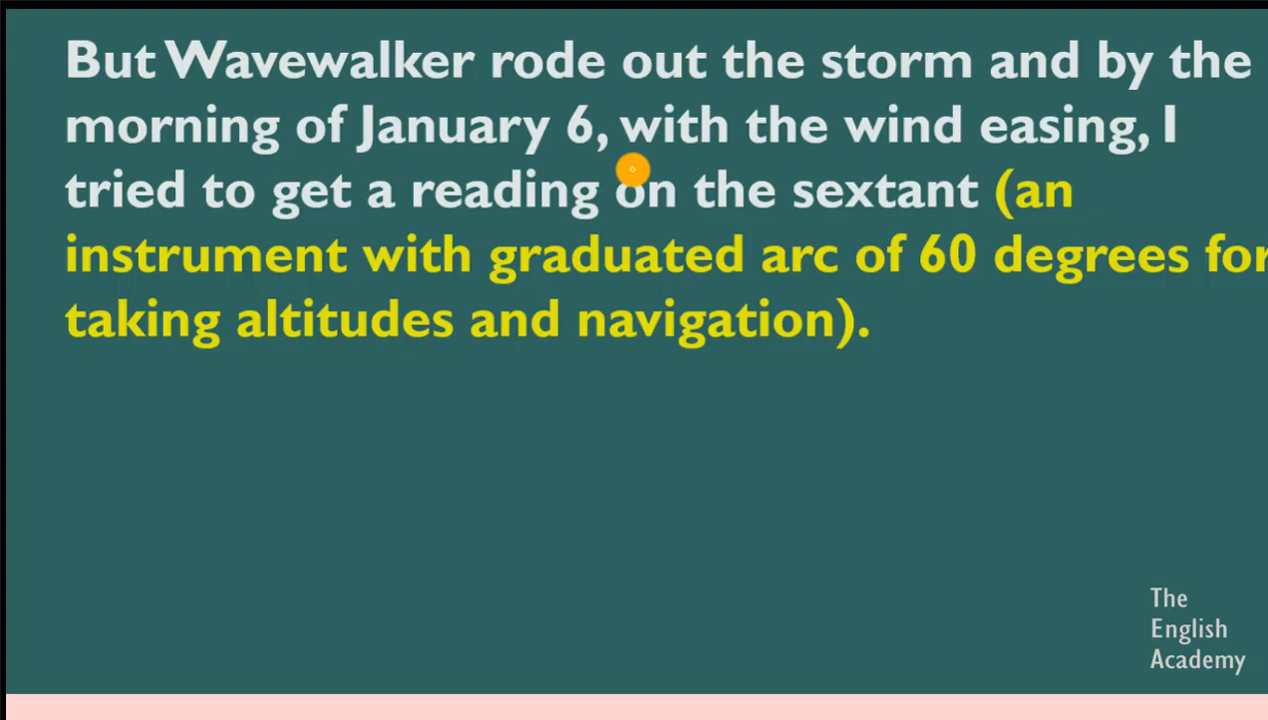 But Wavewalker rode out the storm and by the
morning of January 6, with the wind easing, I
tried to get a reading on the sextant (an
instrument with graduated arc of 60 degrees for
taking altitudes and navigation).
The
English
Academy